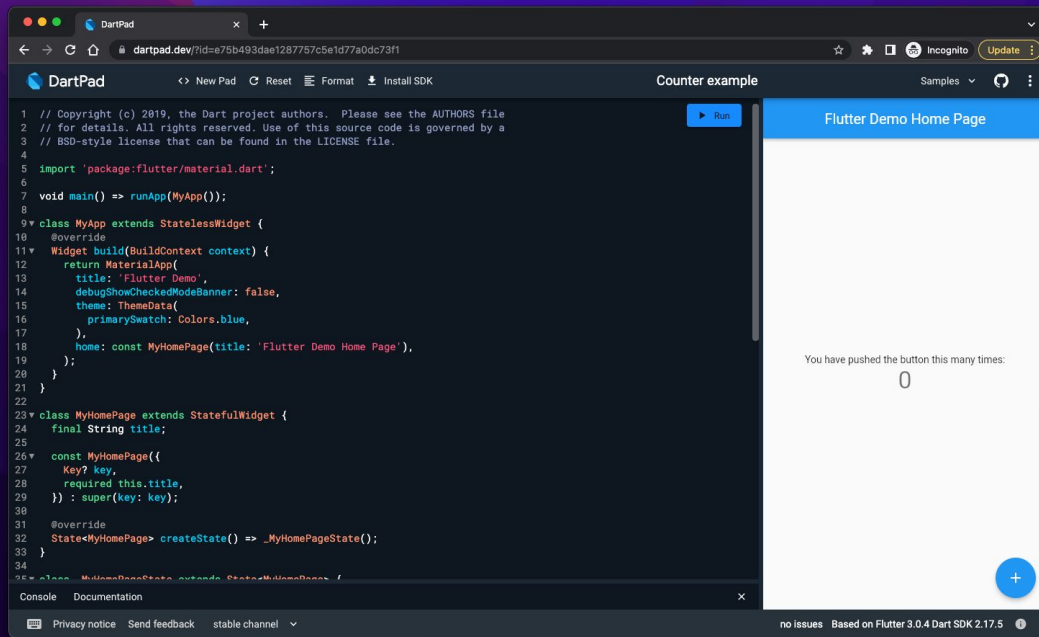 DartPad
dartpad.dev/?id=e75b493dae1287757c5e1d77a0dc73f1
Incognito
Update
DartPad
<> New Pad
Reset
Format
Install SDK
Counter example
Samples
1 // Copyright (c) 2019, the Dart project authors.  Please see the AUTHORS file
2 // for details. All rights reserved. Use of this source code is governed by a
3 // BSD-style license that can be found in the LICENSE file.
4
5 import 'package:flutter/material.dart';
6
7 void main() => runApp(MyApp());
8
9 class MyApp extends StatelessWidget {
10   @override
11   Widget build(BuildContext context) {
12     return MaterialApp(
13       title: 'Flutter Demo',
14       debugShowCheckedModeBanner: false,
15       theme: ThemeData(
16         primarySwatch: Colors.blue,
17       ),
18       home: const MyHomePage(title: 'Flutter Demo Home Page'),
19     );
20   }
21 }
22
23 class MyHomePage extends StatefulWidget {
24   final String title;
25
26   const MyHomePage({
27     Key? key,
28     required this.title,
29   }) : super(key: key);
30
31   @override
32   State<MyHomePage> createState() => _MyHomePageState();
33 }
34
35 class _MyHomePageState extends State<MyHomePage> {
Run
Flutter Demo Home Page
You have pushed the button this many times:
0
+
Console
Documentation
Privacy notice
Send feedback
stable channel
no issues
Based on Flutter 3.0.4 Dart SDK 2.17.5